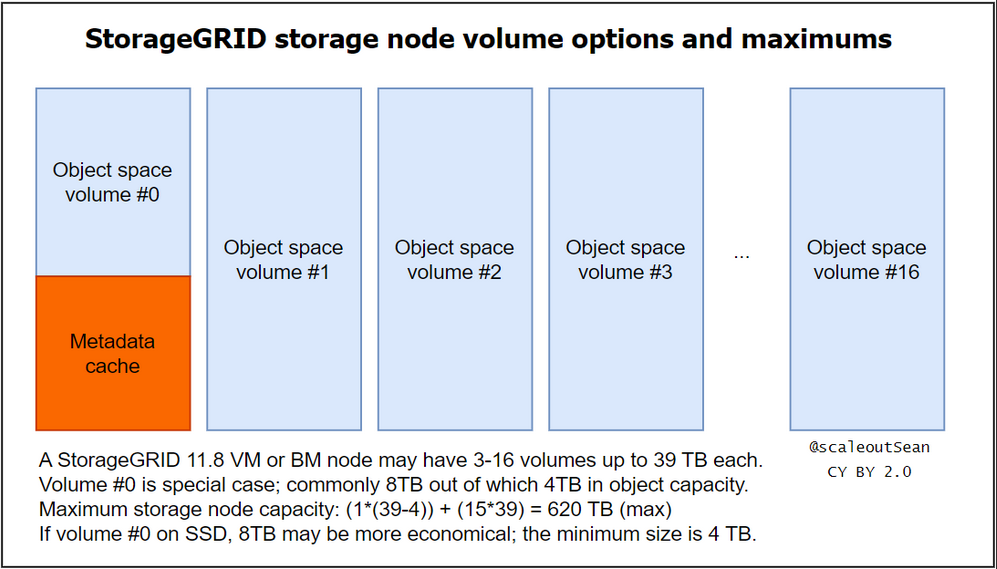 StorageGRID storage node volume options and maximums
Object space
volume #0
Metadata
cache
Object space
volume #1
Object space
volume #2
Object space
volume #3
...
Object space
volume #16
A StorageGRID 11.8 VM or BM node may have 3-16 volumes up to 39 TB each.
Volume #0 is special case; commonly 8TB out of which 4TB in object capacity.
Maximum storage node capacity: (1*(39-4)) + (15*39) = 620 TB (max)
If volume #0 on SSD, 8TB may be more economical; the minimum size is 4 TB.
@scaleoutSean
CY BY 2.0